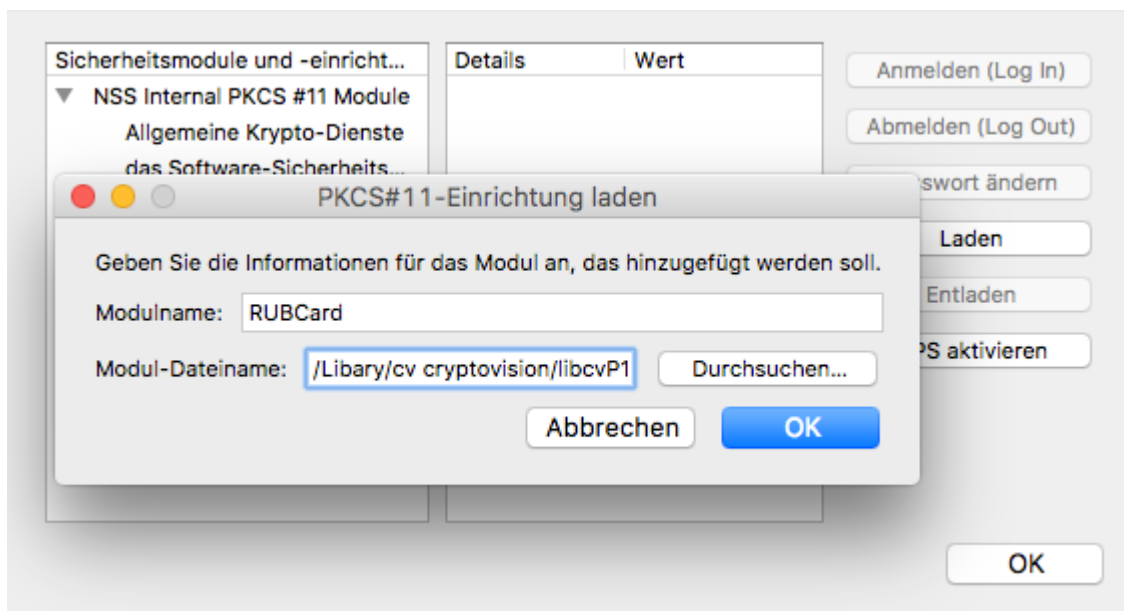 Sicherheitsmodule und -einricht...
Details
Wert
Anmelden (Log In)
NSS Internal PKCS #11 Module
Allgemeine Krypto-Dienste
Abmelden (Log Out)
das Software-Sicherheits...
PKCS#11-Einrichtung laden
swort ändern
Laden
Geben Sie die Informationen für das Modul an, das hinzugefügt werden soll.
Entladen
Modulname:
RUBCard
PS aktivieren
Modul-Dateiname:
/Libary/cv cryptovision/libcvP1
Durchsuchen...
Abbrechen
OK
OK